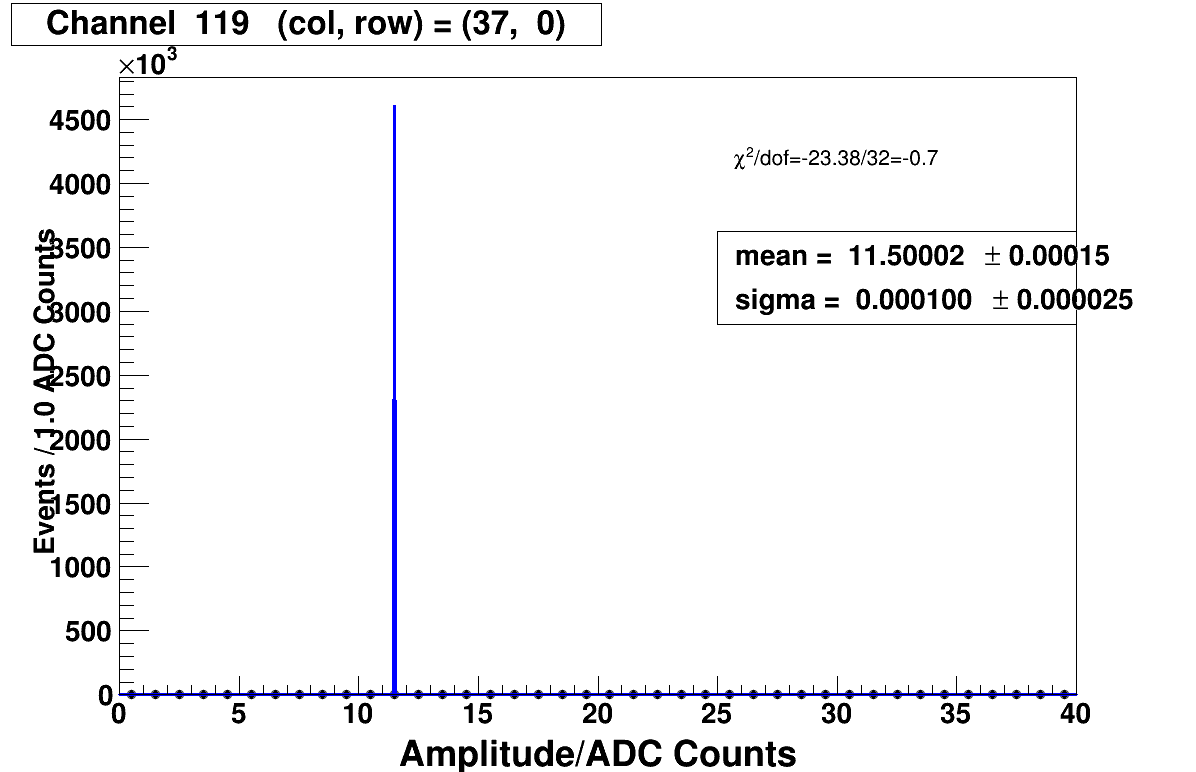 Channel 119 (col, row) = (37, 0)
×10³
4500
4000
3500
3000
2500
2000
1500
1000
500
0
Events / 1.0 ADC Counts
χ²/dof=-23.38/32=-0.7
mean = 11.50002 ± 0.00015
sigma = 0.000100 ± 0.000025
0 5 10 15 20 25 30 35 40
Amplitude/ADC Counts